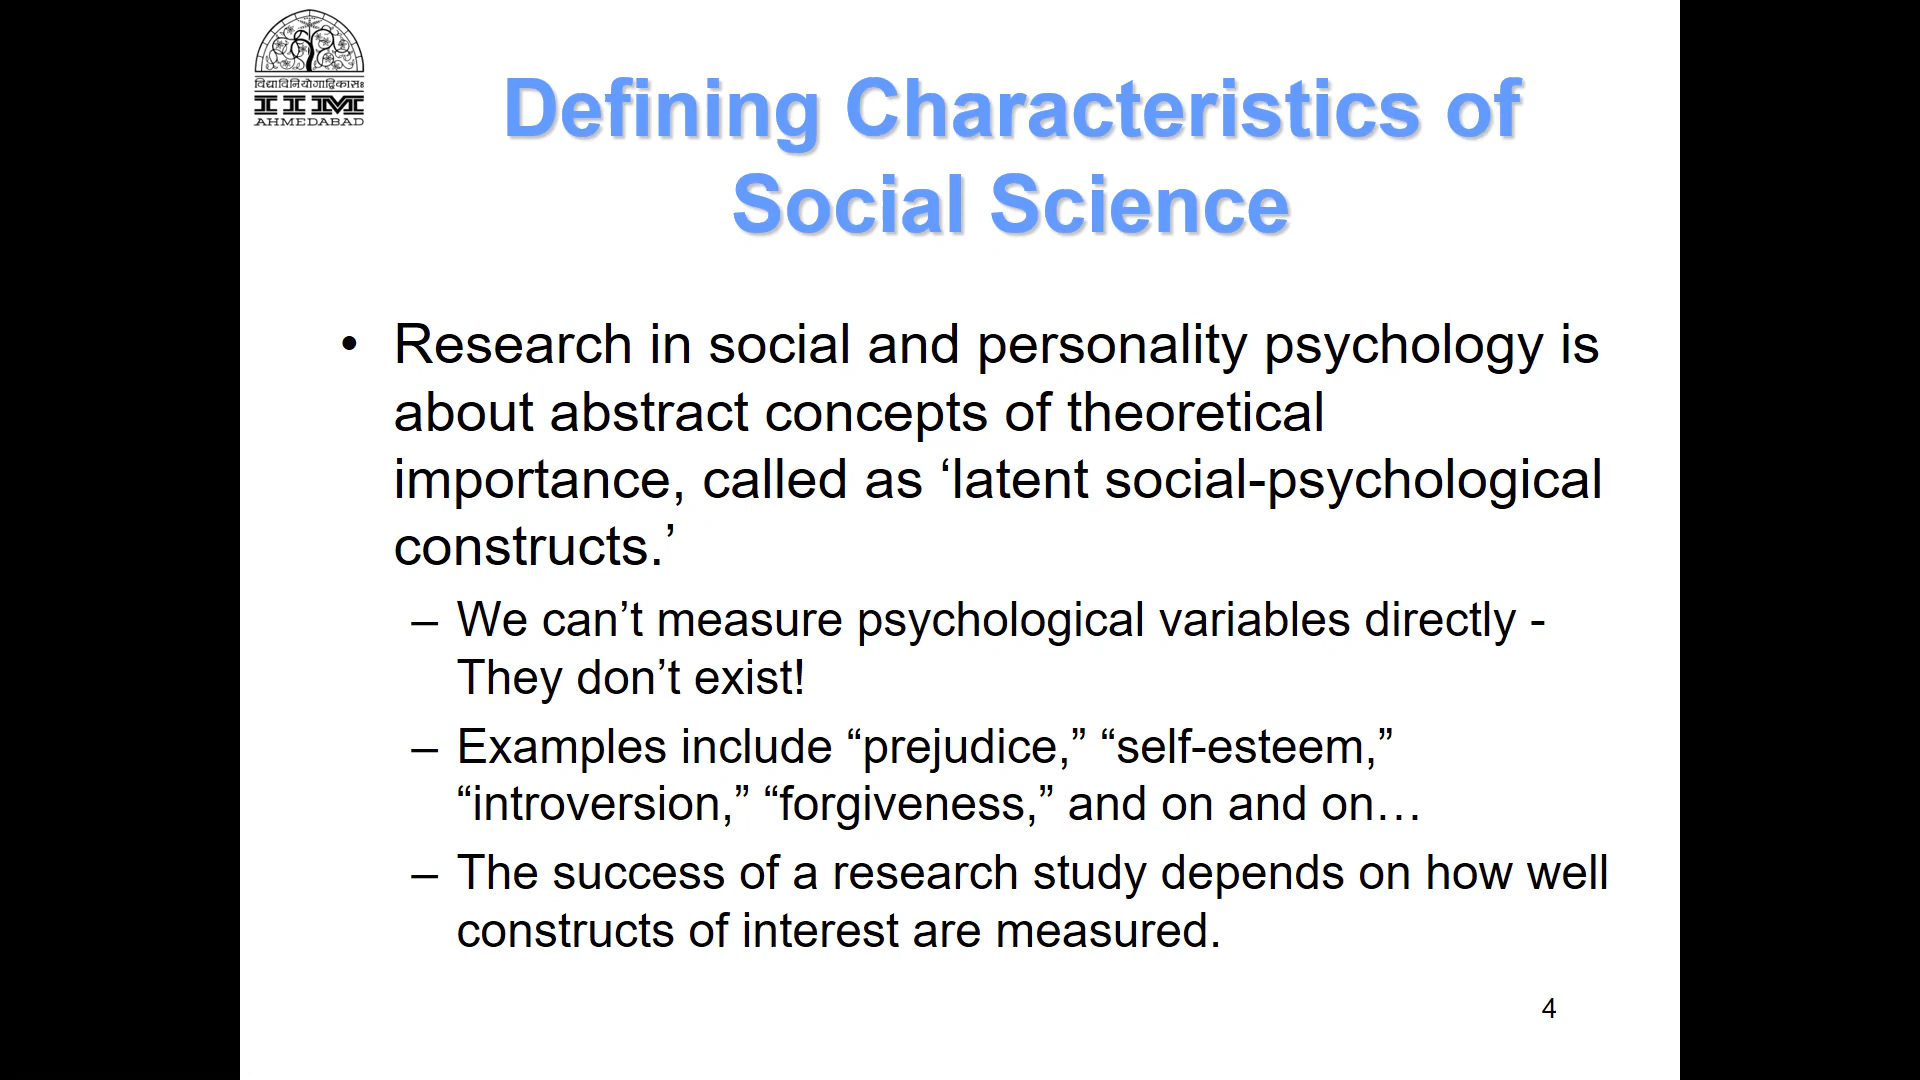 विद्याविनियोगाद्विकासः
IIM
AHMEDABAD
Defining Characteristics of
Social Science
• Research in social and personality psychology is
about abstract concepts of theoretical
importance, called as ‘latent social-psychological
constructs.’
– We can’t measure psychological variables directly -
They don’t exist!
– Examples include “prejudice,” “self-esteem,”
“introversion,” “forgiveness,” and on and on…
– The success of a research study depends on how well
constructs of interest are measured.
4